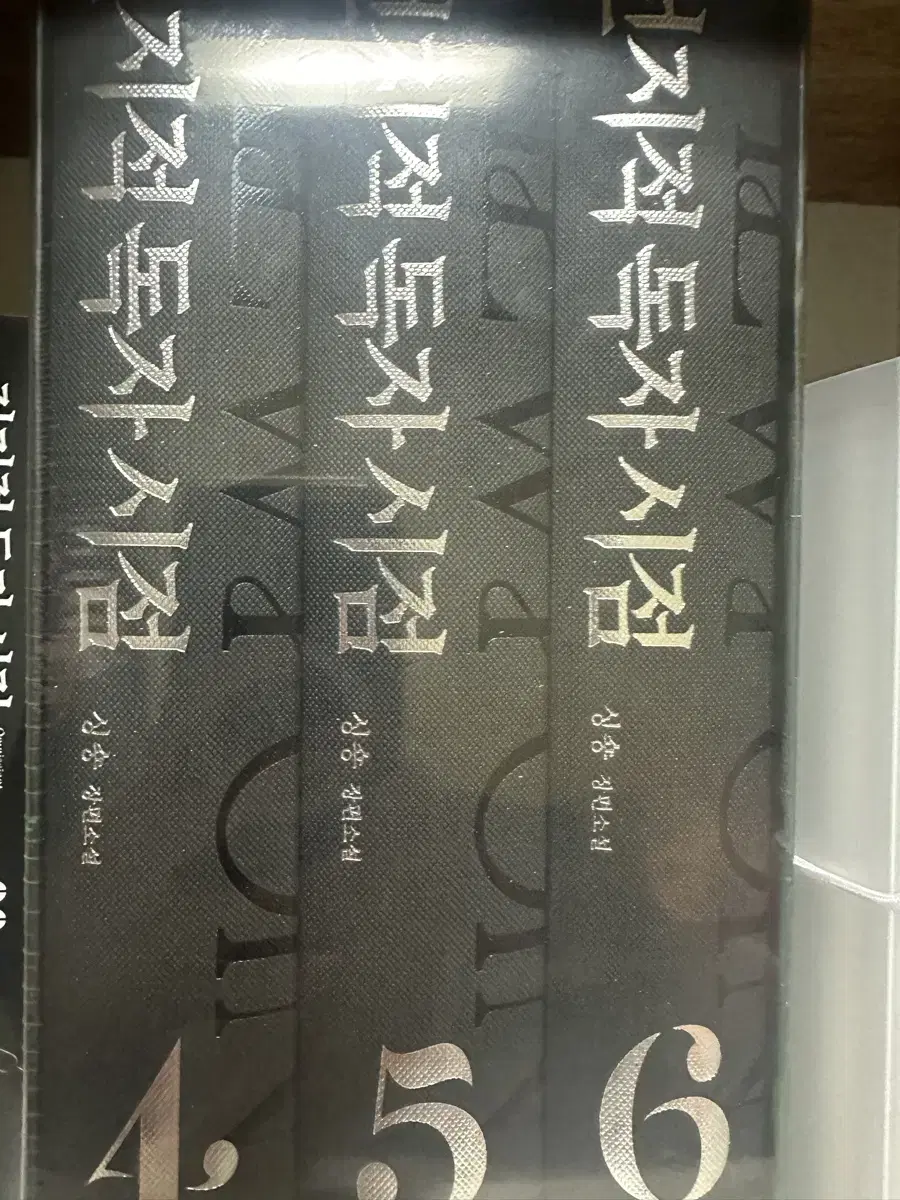 지적 독자 시점
싱숑 장편소설
4
지적 독자 시점
싱숑 장편소설
5
전지적 독자 시점
싱숑 장편소설
6